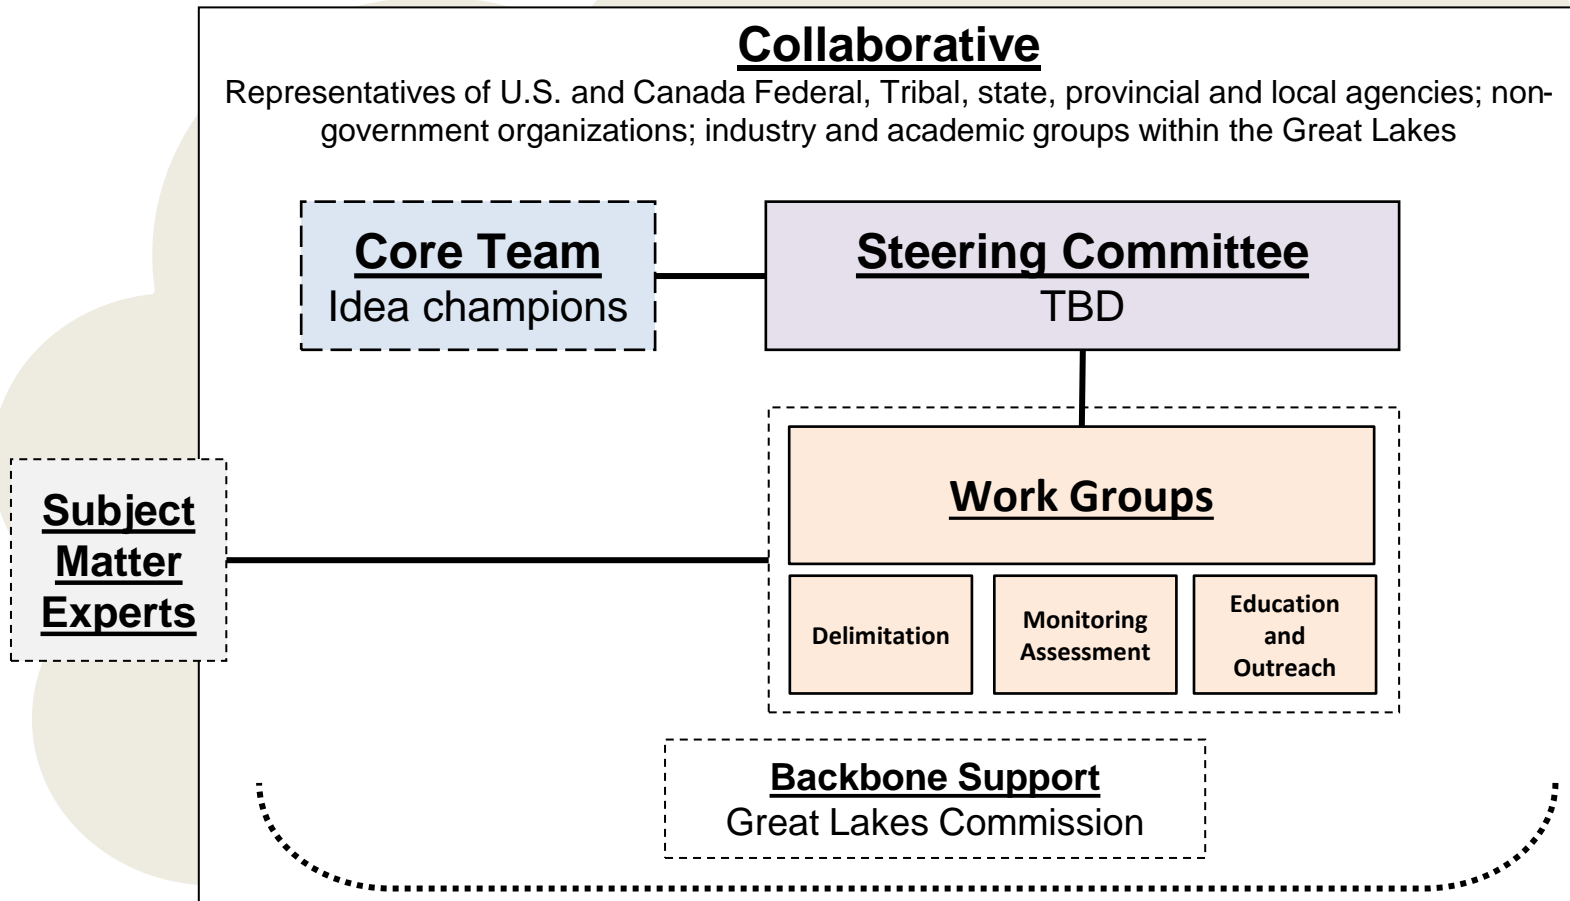 Collaborative
Representatives of U.S. and Canada Federal, Tribal, state, provincial and local agencies; non-
government organizations; industry and academic groups within the Great Lakes
Core Team
Idea champions
Steering Committee
TBD
Subject
Matter
Experts
Work Groups
Delimitation
Monitoring
Assessment
Education
and
Outreach
Backbone Support
Great Lakes Commission